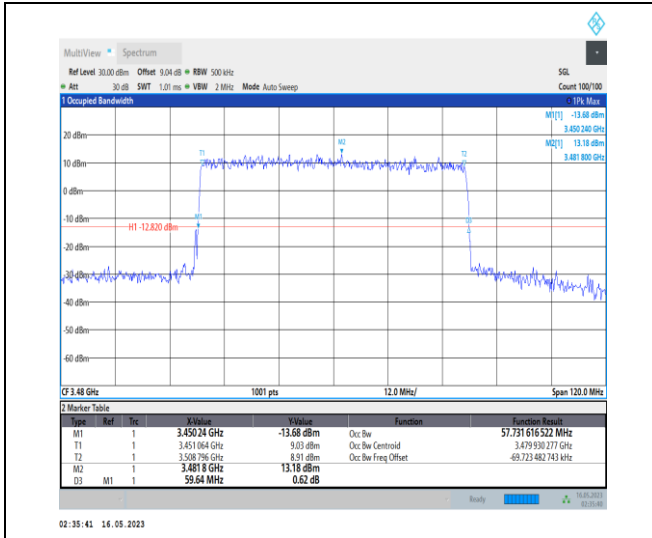 MultiView Spectrum
Ref Level 30.00 dBm Offset 9.04 dB RBW 500 kHz SGL
Att 30 dB SWT 1.01 ms VBW 2 MHz Mode Auto Sweep Count 100/100
1 Occupied Bandwidth 1Pk Max
M1[1] -13.68 dBm
3.450 240 GHz
M2[1] 13.18 dBm
3.481 800 GHz
20 dBm
M2
T1 T2
10 dBm
0 dBm
-10 dBm
M1
H1 -12.820 dBm
-20 dBm
-30 dBm
-40 dBm
-50 dBm
-60 dBm
CF 3.48 GHz 1001 pts 12.0 MHz/ Span 120.0 MHz
2 Marker Table
Type Ref Trc X-Value Y-Value Function Function Result
M1 1 3.45024 GHz -13.68 dBm Occ Bw 57.731 616 522 MHz
T1 1 3.451 064 GHz 9.03 dBm Occ Bw Centroid 3.479 930 277 GHz
T2 1 3.508 796 GHz 8.91 dBm Occ Bw Freq Offset -69.723 482 743 kHz
M2 1 3.481 8 GHz 13.18 dBm
D3 M1 1 59.64 MHz 0.62 dB
Ready 16.05.2023
02:35:40
02:35:41 16.05.2023